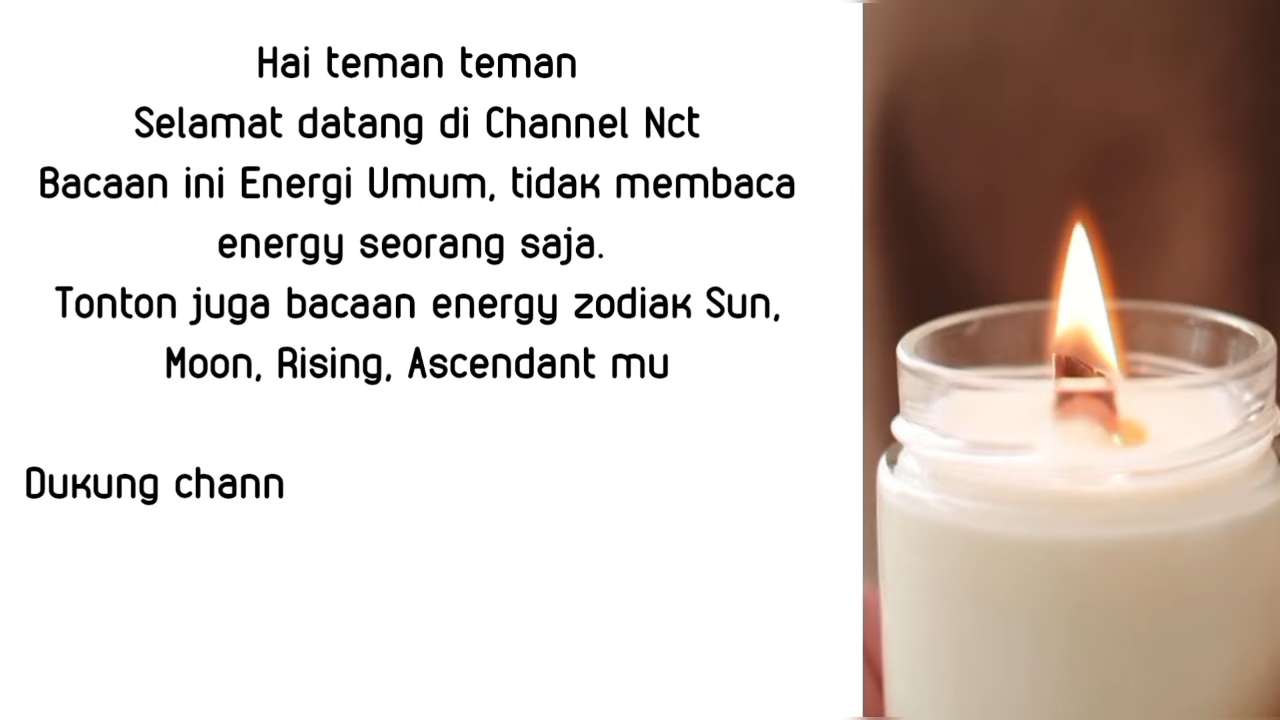 Hai teman teman
Selamat datang di Channel Nct
Bacaan ini Energi Umum, tidak membaca
energy seorang saja.
Tonton juga bacaan energy zodiak Sun,
Moon, Rising, Ascendant mu
Dukung chann